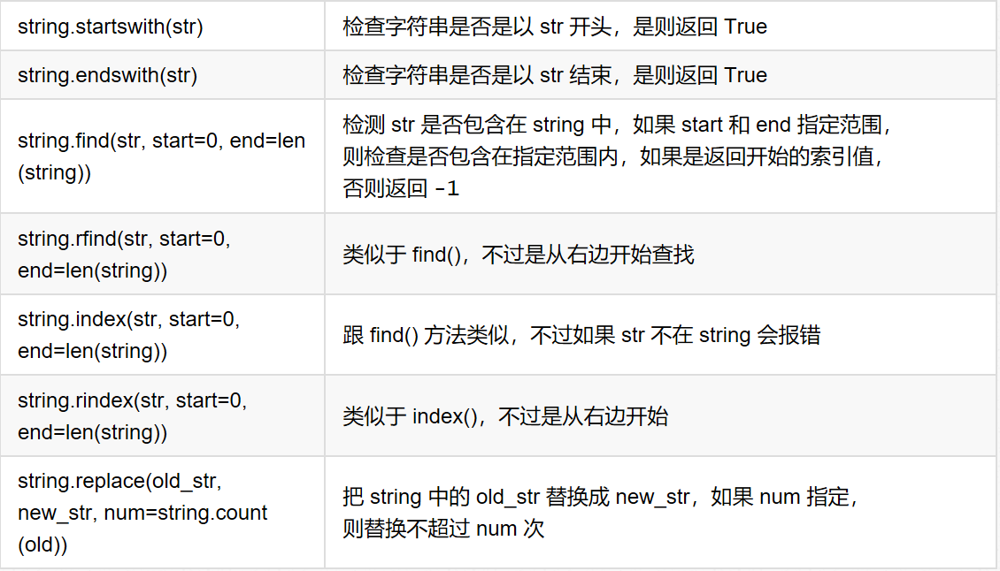 string.startswith(str)
检查字符串是否是以 str 开头，是则返回 True
string.endswith(str)
检查字符串是否是以 str 结束，是则返回 True
string.find(str, start=0, end=len
(string))
检测 str 是否包含在 string 中，如果 start 和 end 指定范围，
则检查是否包含在指定范围内，如果是返回开始的索引值，
否则返回 -1
string.rfind(str, start=0,
end=len(string))
类似于 find()，不过是从右边开始查找
string.index(str, start=0,
end=len(string))
跟 find() 方法类似，不过如果 str 不在 string 会报错
string.rindex(str, start=0,
end=len(string))
类似于 index()，不过是从右边开始
string.replace(old_str,
new_str, num=string.count
(old))
把 string 中的 old_str 替换成 new_str，如果 num 指定，
则替换不超过 num 次